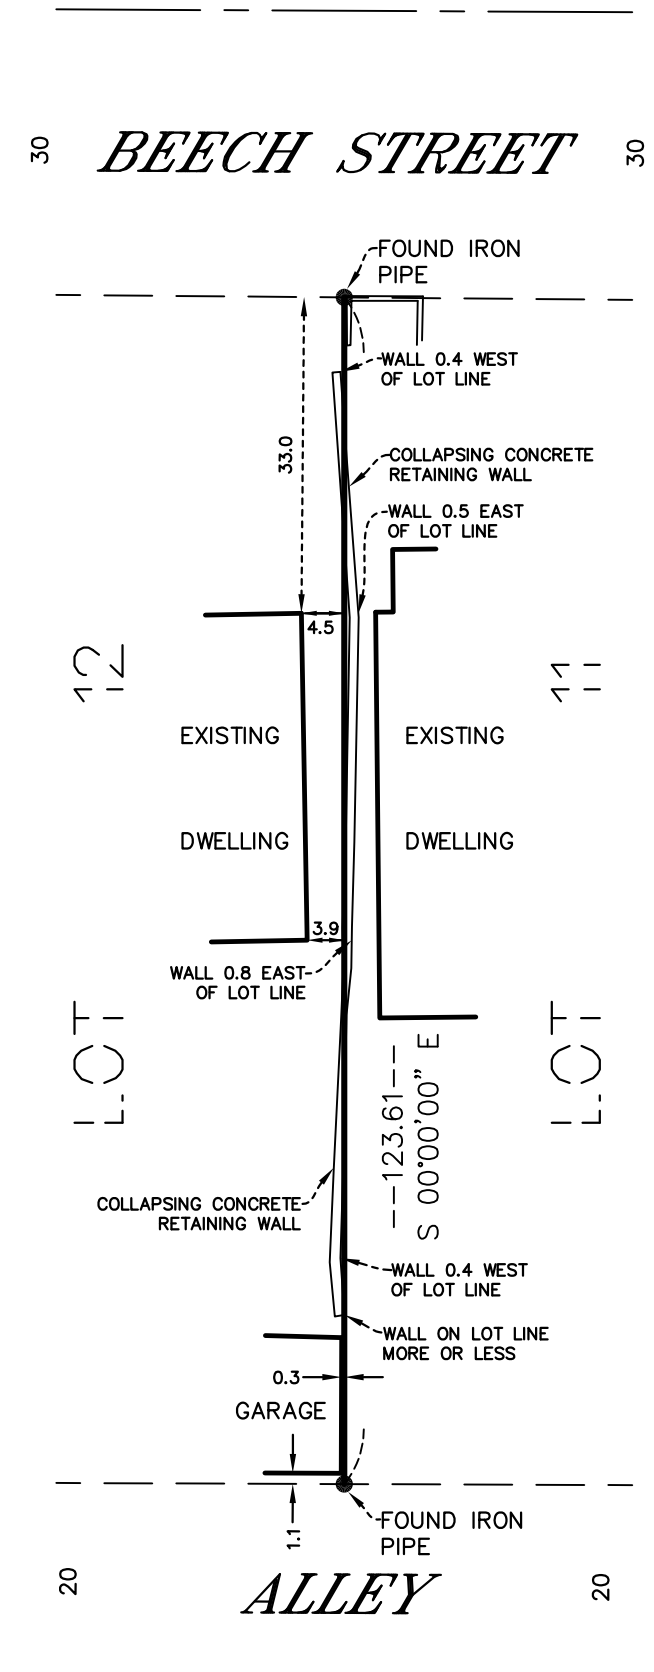 30
BEECH STREET
30
FOUND IRON
PIPE
WALL 0.4 WEST
OF LOT LINE
33.0
COLLAPSING CONCRETE
RETAINING WALL
WALL 0.5 EAST
OF LOT LINE
4.5
LOT 12
LOT 11
EXISTING
DWELLING
EXISTING
DWELLING
3.9
WALL 0.8 EAST
OF LOT LINE
--123.61--
S 00°00'00" E
COLLAPSING CONCRETE
RETAINING WALL
WALL 0.4 WEST
OF LOT LINE
WALL ON LOT LINE
MORE OR LESS
0.3
GARAGE
1.1
FOUND IRON
PIPE
20
ALLEY
20